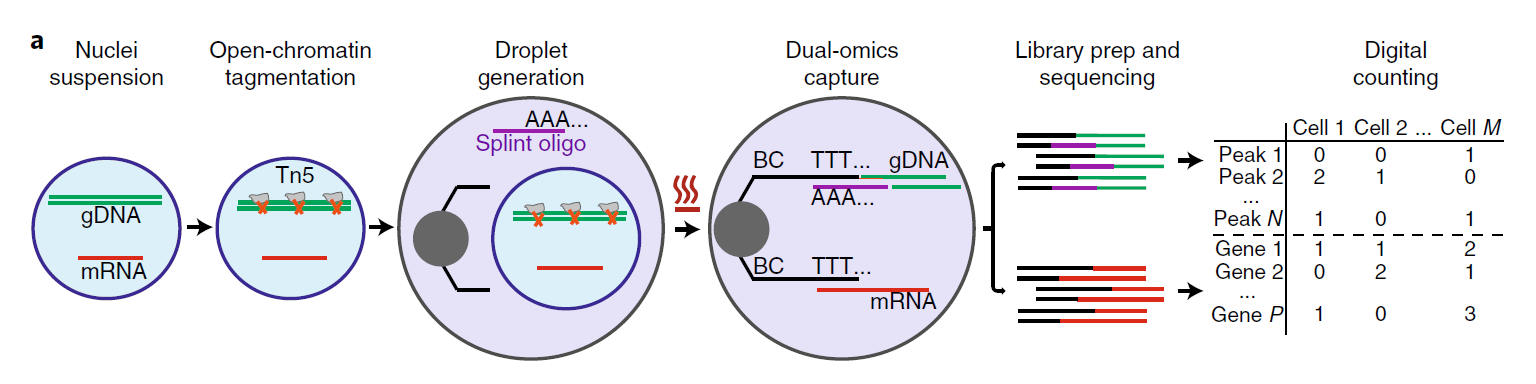 a
Nuclei
suspension
Open-chromatin
tagmentation
Droplet
generation
Dual-omics
capture
Library prep and
sequencing
Digital
counting
gDNA
mRNA
Tn5
AAA...
Splint oligo
BC TTT... gDNA
AAA...
BC TTT...
mRNA
Cell 1 Cell 2 ... Cell M
Peak 1 0 0 1
Peak 2 2 1 0
...
Peak N 1 0 1
Gene 1 1 1 2
Gene 2 0 2 1
...
Gene P 1 0 3